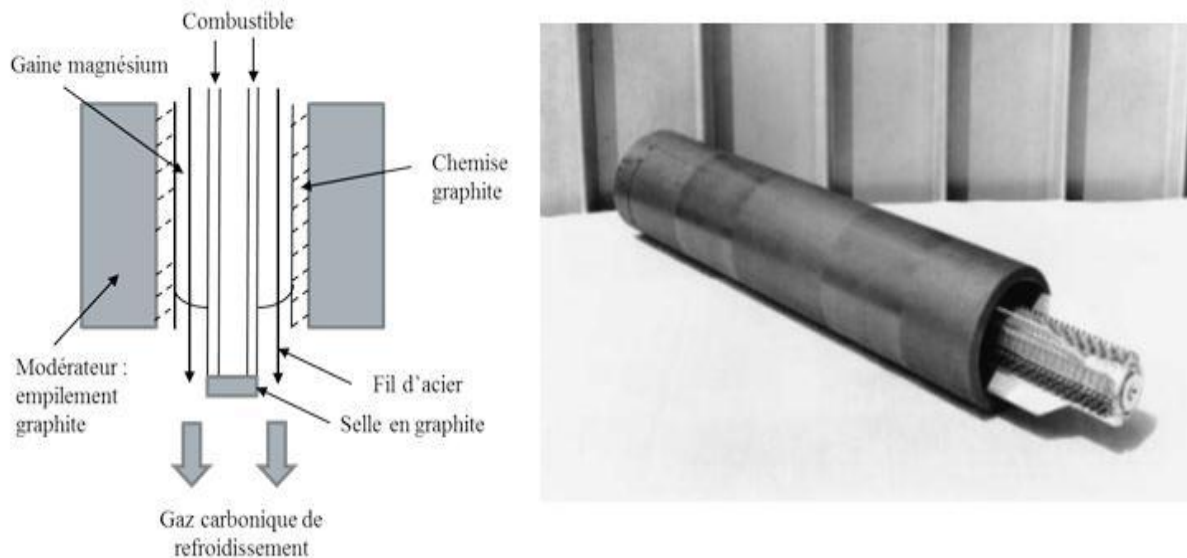 Combustible
Gaine magnésium
Chemise
graphite
Modérateur :
empilement
graphite
Fil d’acier
Selle en graphite
Gaz carbonique de
refroidissement